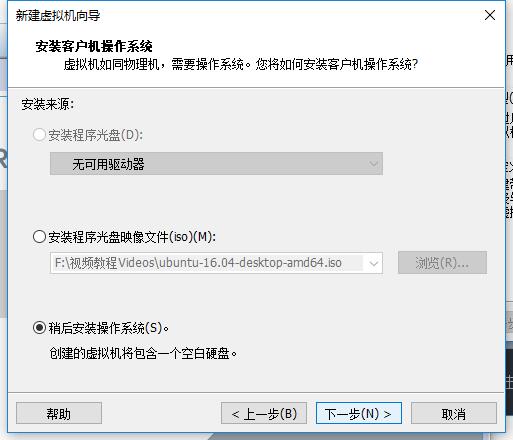 新建虚拟机向导
安装客户机操作系统
虚拟机如同物理机，需要操作系统。您将如何安装客户机操作系统?
安装来源:
安装程序光盘(D):
无可用驱动器
安装程序光盘映像文件(iso)(M):
F:\视频教程Videos\ubuntu-16.04-desktop-amd64.iso
浏览(R)...
稍后安装操作系统(S)。
创建的虚拟机将包含一个空白硬盘。
帮助
< 上一步(B)
下一步(N) >
取消